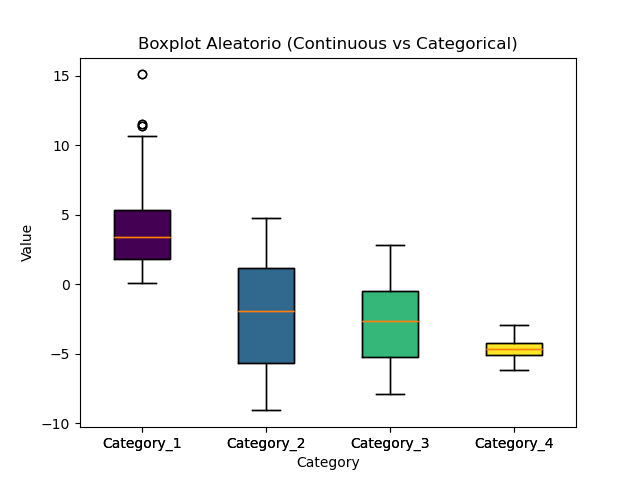 Boxplot Aleatorio (Continuous vs Categorical)
15
10
5
0
−5
−10
Value
Category_1 Category_2 Category_3 Category_4
Category